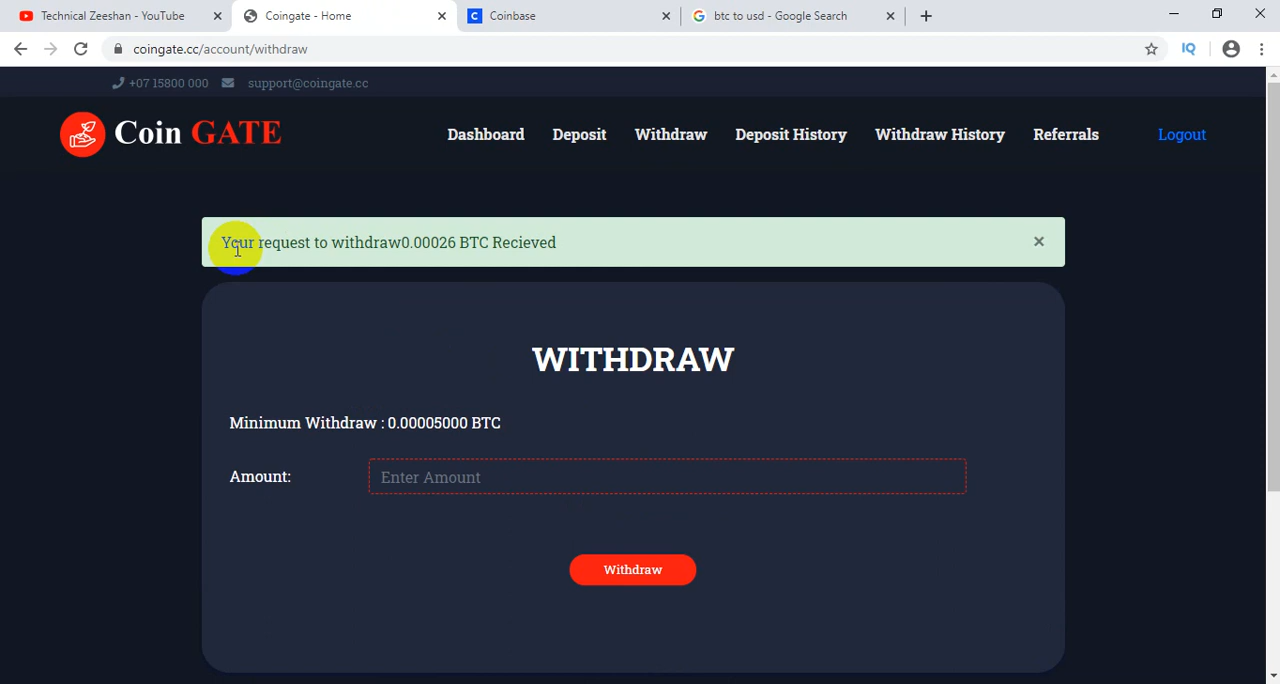 Technical Zeeshan - YouTube
Coingate - Home
Coinbase
btc to usd - Google Search
coingate.cc/account/withdraw
IQ
+07 15800 000 support@coingate.cc
Coin GATE
Dashboard Deposit Withdraw Deposit History Withdraw History Referrals Logout
Your request to withdraw0.00026 BTC Recieved
WITHDRAW
Minimum Withdraw : 0.00005000 BTC
Amount: Enter Amount
Withdraw